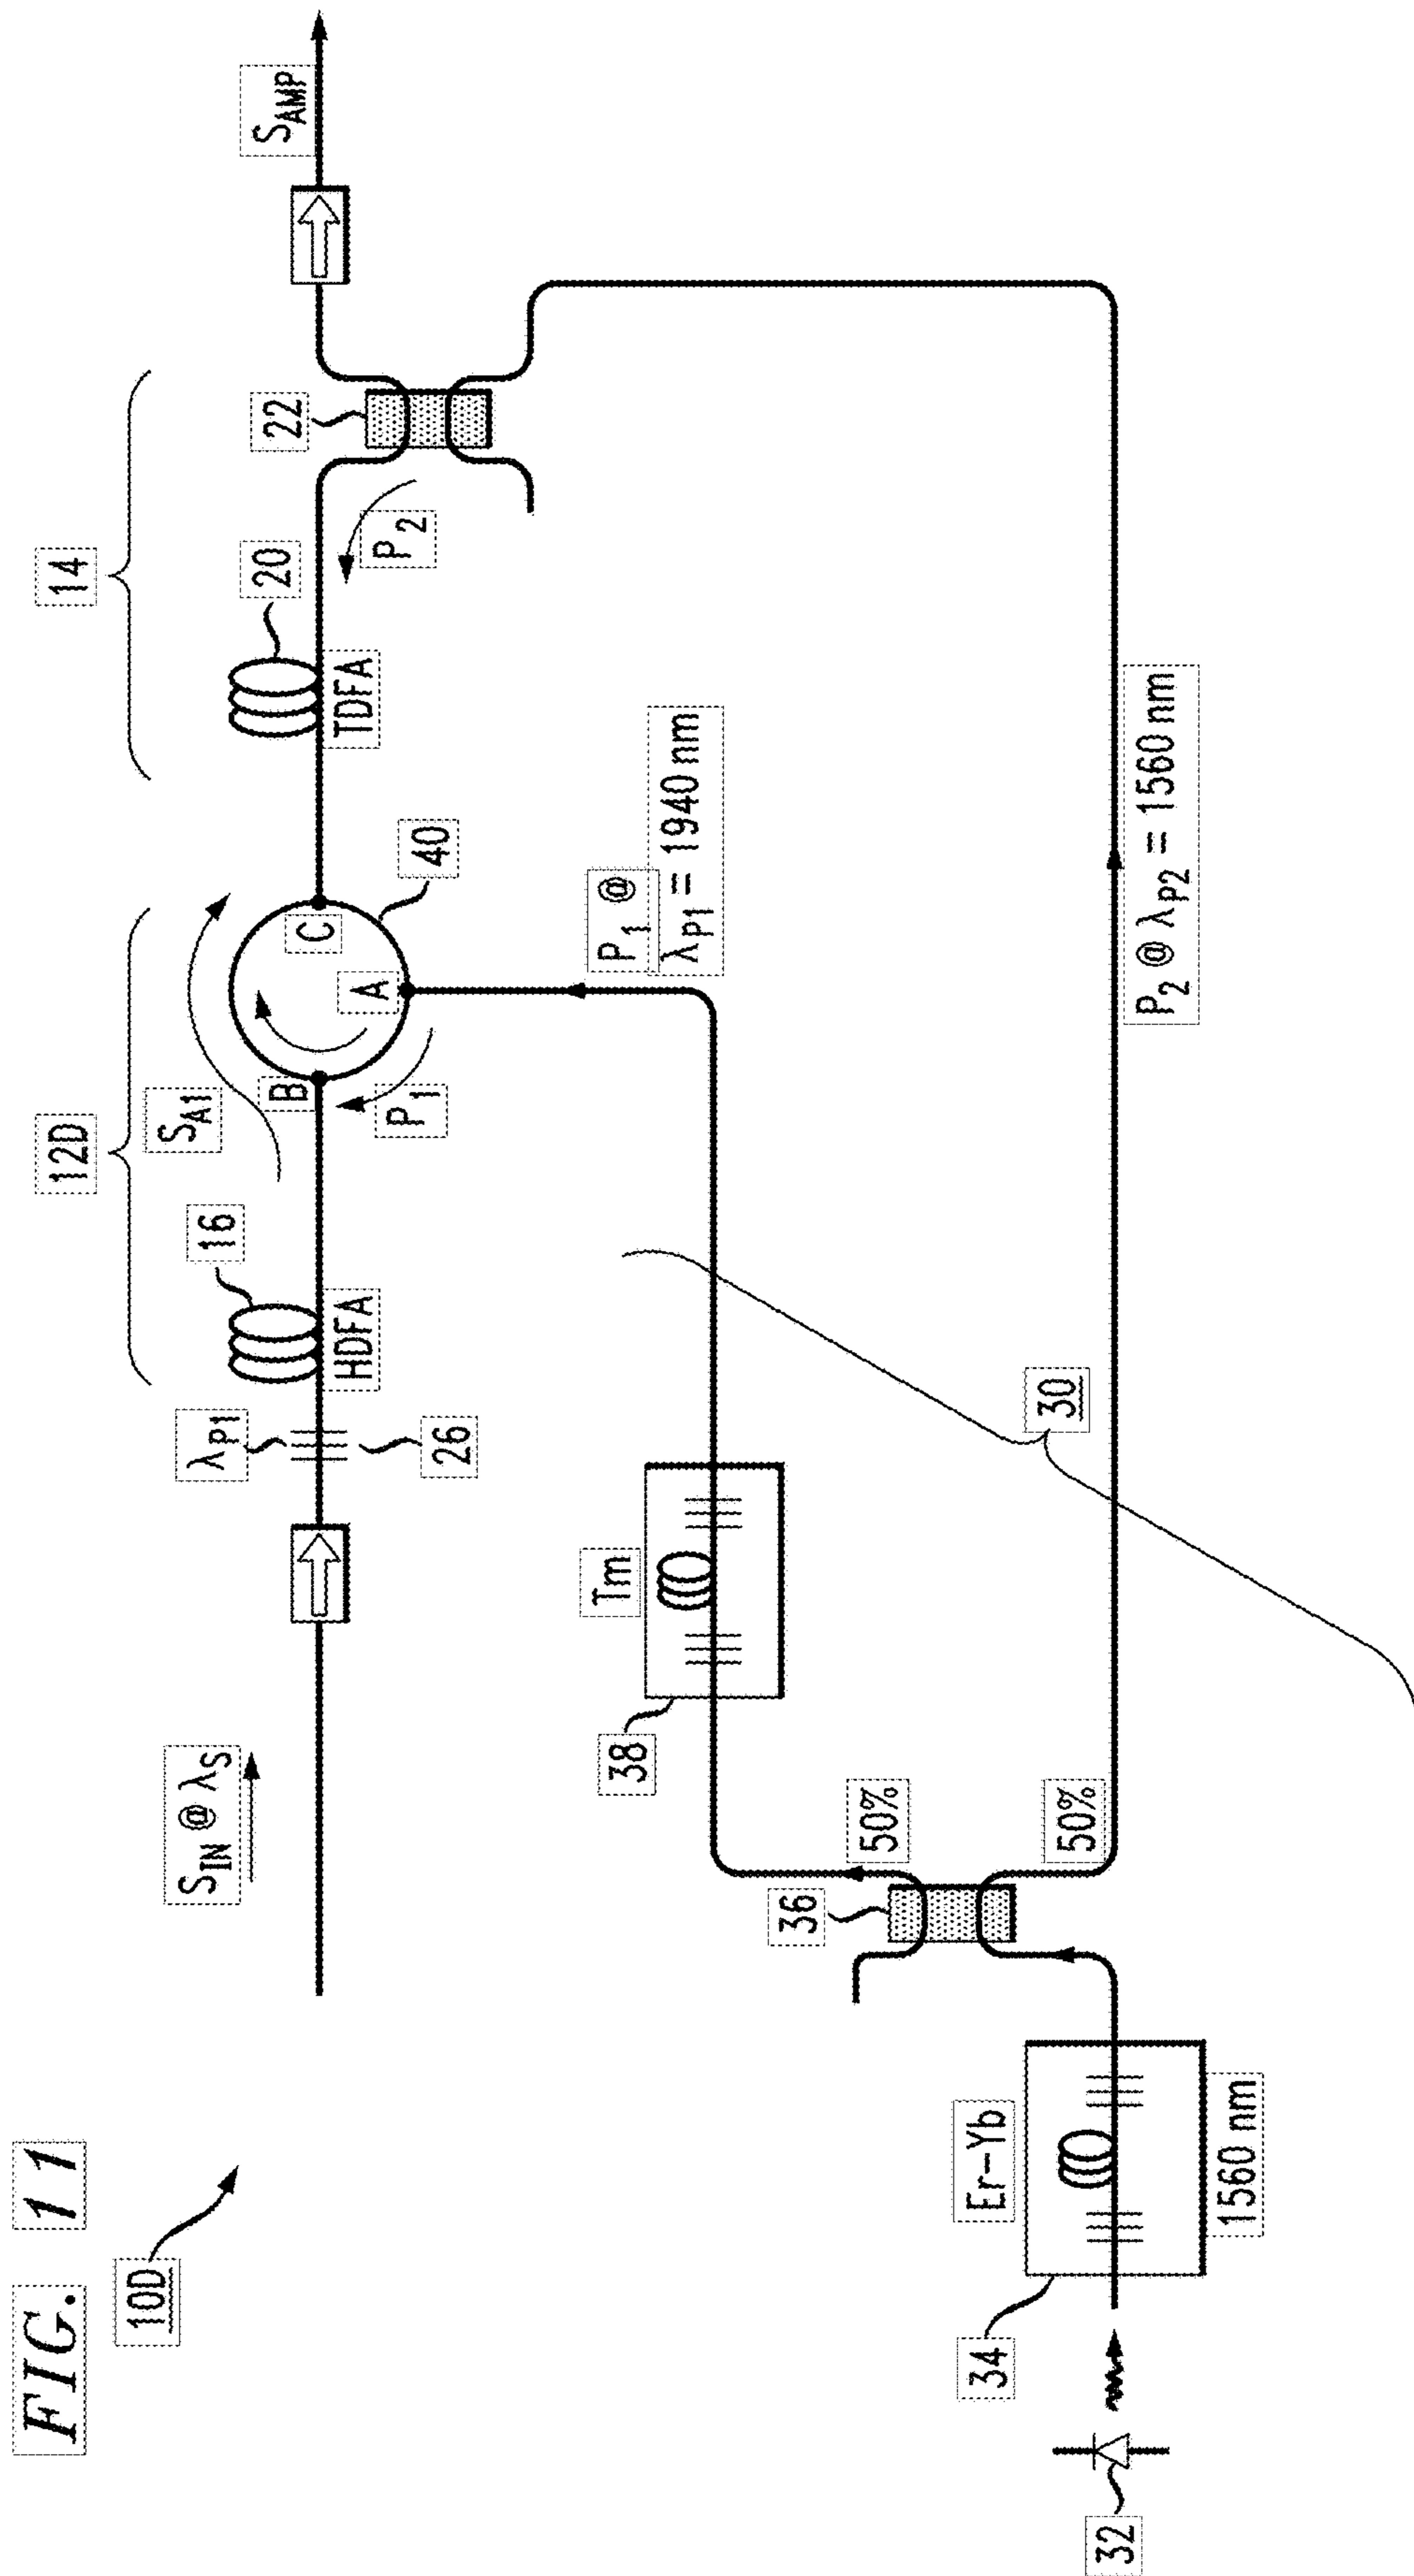 FIG. 11
10D
S_IN @ λ_S
12D
14
S_A1
S_AMP
λ_P1
26
16
HDFA
B
P_1
A
C
40
TDFA
20
P_2
22
P_1 @
λ_P1 = 1940 nm
Tm
38
30
36
50%
50%
P_2 @ λ_P2 = 1560 nm
Er-Yb
34
1560 nm
32